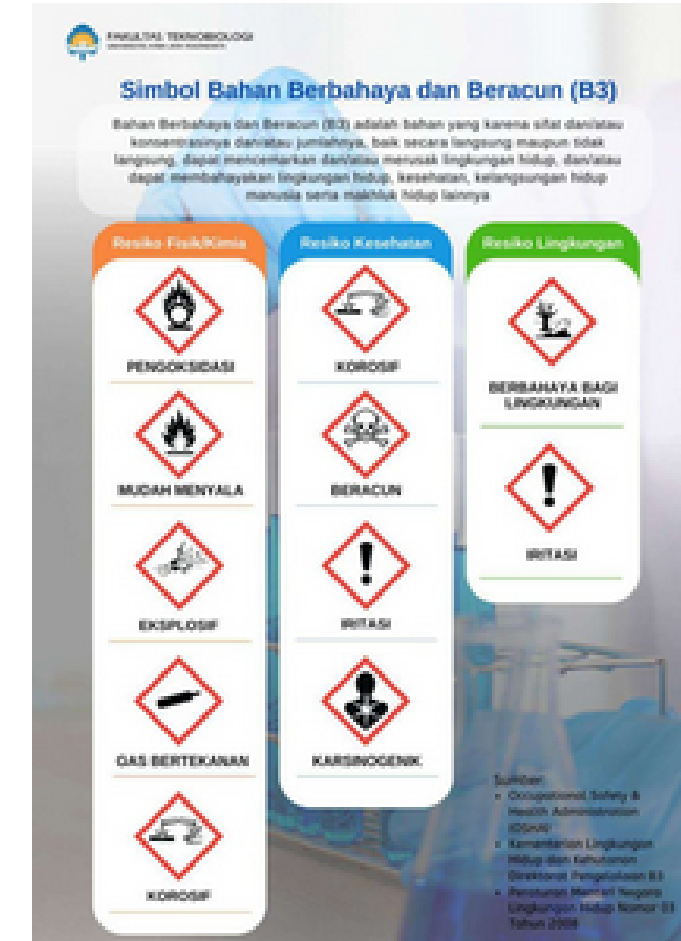 FAKULTAS TEKNOBIOLOGI
Simbol Bahan Berbahaya dan Beracun (B3)
Bahan Berbahaya dan Beracun (B3) adalah bahan yang karena sifat dan/atau
konsentrasinya dan/atau jumlahnya, baik secara langsung maupun tidak
langsung, dapat mencemarkan dan/atau merusak lingkungan hidup, dan/atau
dapat membahayakan lingkungan hidup, kesehatan, kelangsungan hidup
manusia serta makhluk hidup lainnya
Resiko Fisik/Kimia
PENGOKSIDASI
MUDAH MENYALA
EKSPLOSIF
GAS BERTEKANAN
KOROSIF
Resiko Kesehatan
KOROSIF
BERACUN
IRITASI
KARSINOGENIK
Resiko Lingkungan
BERBAHAYA BAGI
LINGKUNGAN
IRITASI
Sumber:
Occupational Safety &
Health Administration
(OSHA)
Kementerian Lingkungan
Hidup dan Kehutanan
Direktorat Pengelolaan B3
Peraturan Menteri Negara
Lingkungan Hidup Nomor 03
Tahun 2008